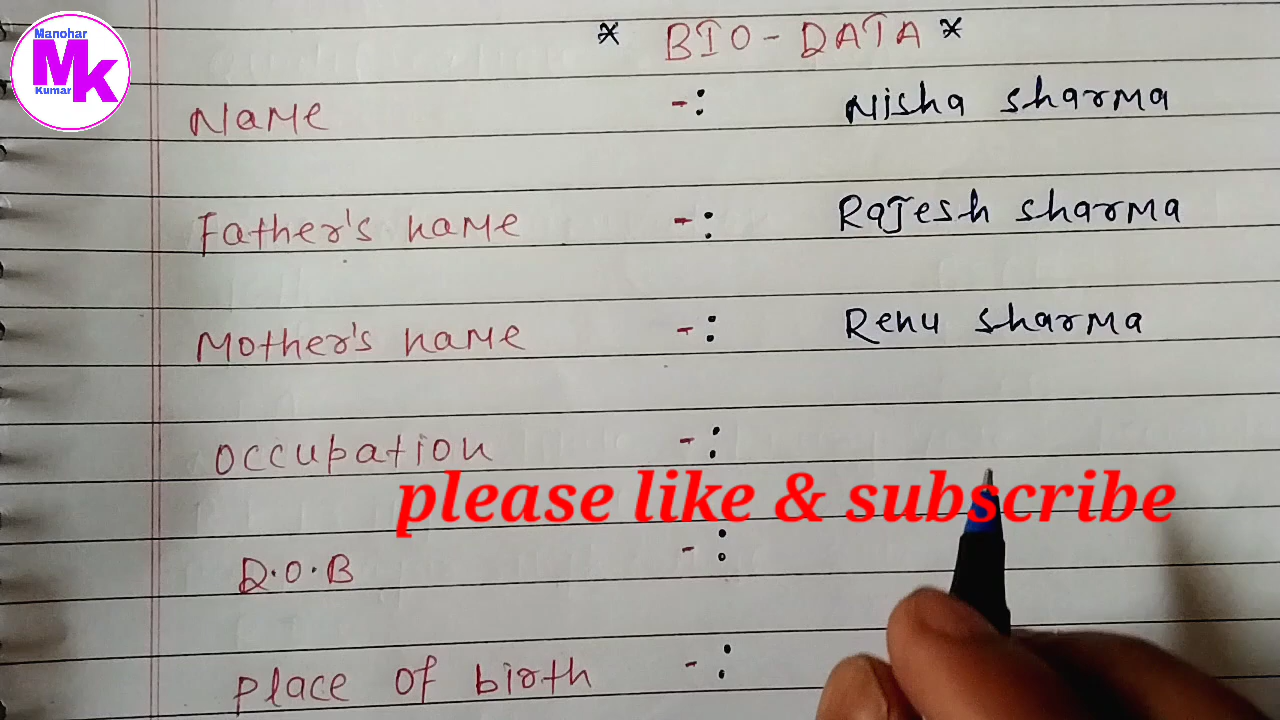 Manohar
MK
Kumar
* BIO-DATA *
Name -: Nisha sharma
Father's name -: Rajesh sharma
Mother's name -: Renu sharma
occupation -:
please like & subscribe
D.O.B -:
place of birth -: